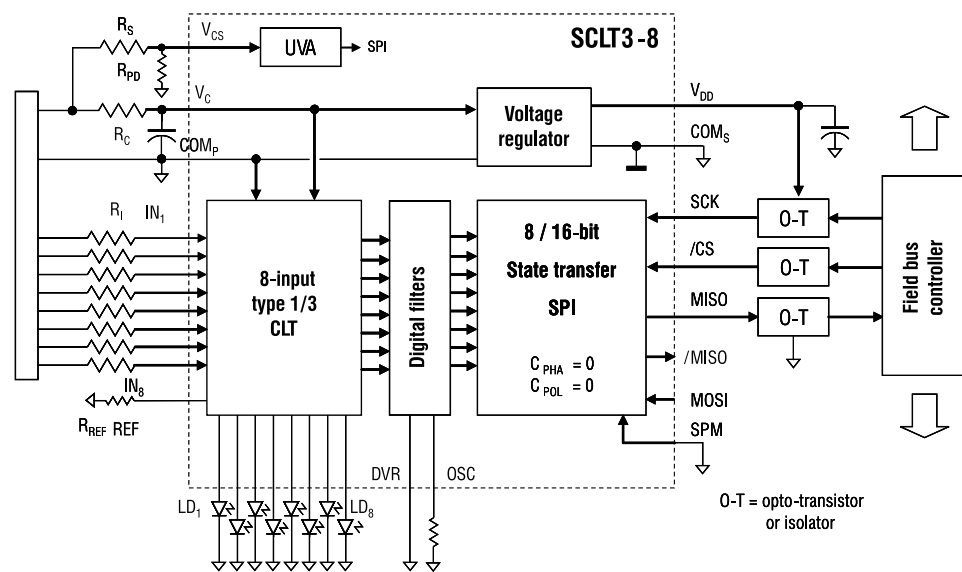 R_S
V_CS
UVA
SPI
SCLT3-8
R_PD
V_C
R_C
COM_P
Voltage
regulator
V_DD
COM_S
R_I
IN_1
8-input
type 1/3
CLT
Digital filters
8 / 16-bit
State transfer
SPI
C_PHA = 0
C_POL = 0
SCK
/CS
MISO
/MISO
MOSI
SPM
O-T
O-T
O-T
Field bus
controller
IN_8
R_REF REF
DVR
OSC
LD_1
LD_8
O-T = opto-transistor
or isolator